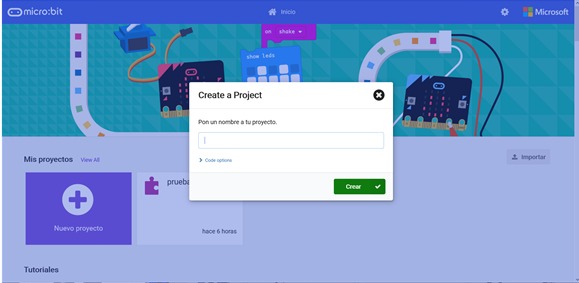 micro:bit
Inicio
Microsoft
on shake
show leds
Create a Project
Pon un nombre a tu proyecto.
Code options
Crear
Mis proyectos View All
Importar
Nuevo proyecto
prueba
hace 6 horas
Tutoriales